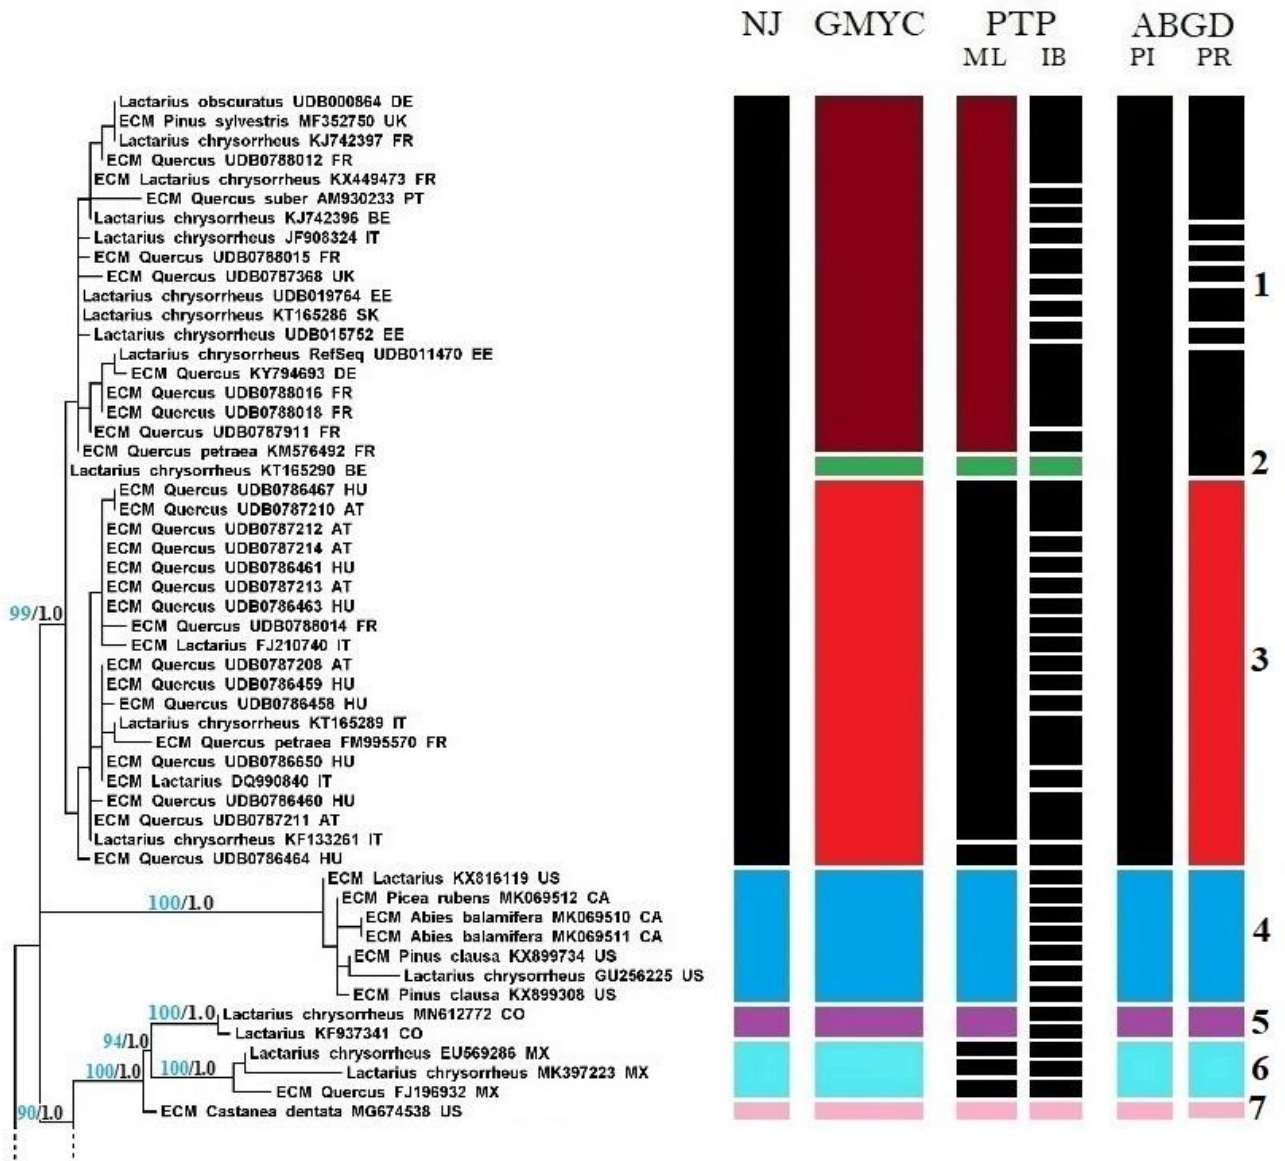 NJ GMYC PTP ABGD
ML IB PI PR
Lactarius obscuratus UDB000864 DE
ECM Pinus sylvestris MF352750 UK
Lactarius chrysorrheus KJ742397 FR
ECM Quercus UDB0788012 FR
ECM Lactarius chrysorrheus KX449473 FR
ECM Quercus suber AM930233 PT
Lactarius chrysorrheus KJ742396 BE
Lactarius chrysorrheus JF908324 IT
ECM Quercus UDB0788015 FR
ECM Quercus UDB0787368 UK
1
Lactarius chrysorrheus UDB019764 EE
Lactarius chrysorrheus KT165286 SK
Lactarius chrysorrheus UDB015752 EE
Lactarius chrysorrheus RefSeq UDB011470 EE
ECM Quercus KY794693 DE
ECM Quercus UDB0788016 FR
ECM Quercus UDB0788018 FR
ECM Quercus UDB0787911 FR
ECM Quercus petraea KM576492 FR
Lactarius chrysorrheus KT165290 BE
2
ECM Quercus UDB0786467 HU
ECM Quercus UDB0787210 AT
ECM Quercus UDB0787212 AT
ECM Quercus UDB0787214 AT
ECM Quercus UDB0786461 HU
ECM Quercus UDB0787213 AT
ECM Quercus UDB0786463 HU
99/1.0
ECM Quercus UDB0788014 FR
ECM Lactarius FJ210740 IT
ECM Quercus UDB0787208 AT
3
ECM Quercus UDB0786459 HU
ECM Quercus UDB0786458 HU
Lactarius chrysorrheus KT165289 IT
ECM Quercus petraea FM995570 FR
ECM Quercus UDB0786650 HU
ECM Lactarius DQ990840 IT
ECM Quercus UDB0786460 HU
ECM Quercus UDB0787211 AT
Lactarius chrysorrheus KF133261 IT
ECM Quercus UDB0786464 HU
ECM Lactarius KX816119 US
ECM Picea rubens MK069512 CA
100/1.0
ECM Abies balamifera MK069510 CA
ECM Abies balamifera MK069511 CA
4
ECM Pinus clausa KX899734 US
Lactarius chrysorrheus GU256225 US
ECM Pinus clausa KX899308 US
100/1.0
Lactarius chrysorrheus MN612772 CO
5
Lactarius KF937341 CO
94/1.0
Lactarius chrysorrheus EU569286 MX
100/1.0 100/1.0
Lactarius chrysorrheus MK397223 MX
6
ECM Quercus FJ196932 MX
90/1.0
ECM Castanea dentata MG674538 US
7